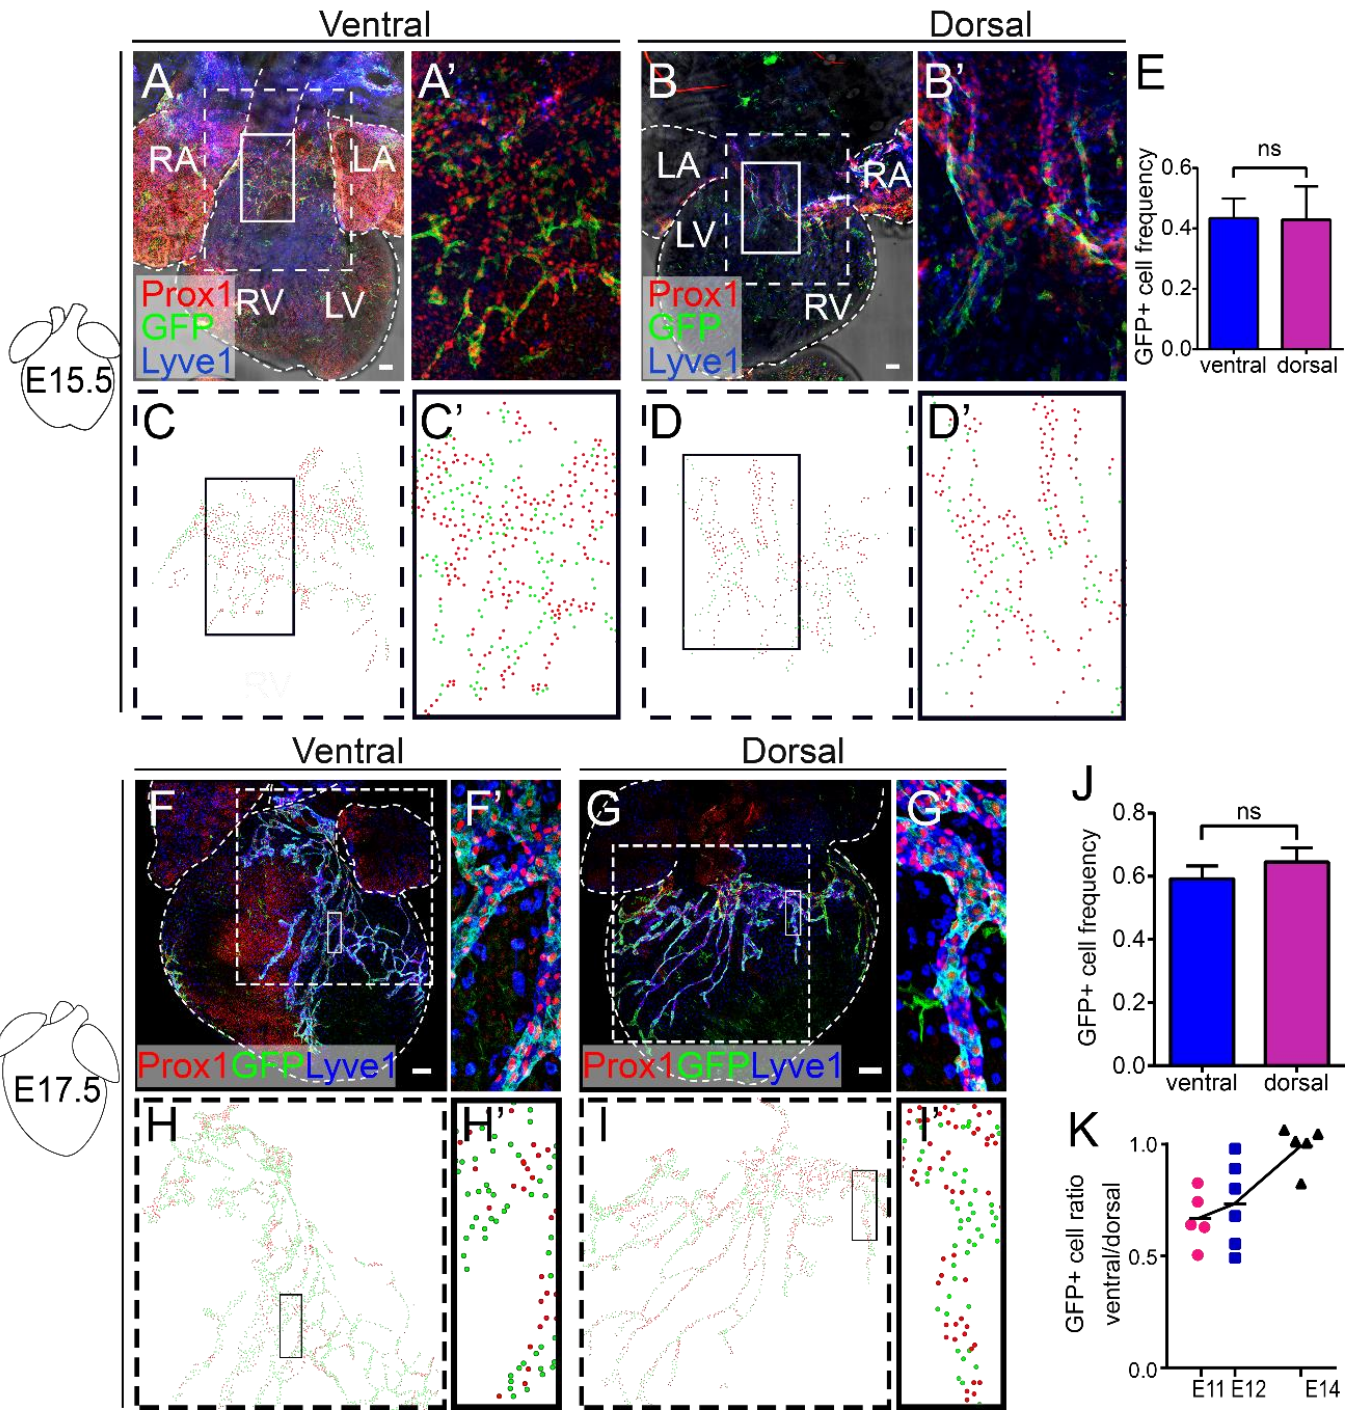 Ventral
Dorsal
A
A'
B
B'
E
RA
LA
LA
RA
LV
RV
LV
RV
Prox1
GFP
Lyve1
Prox1
GFP
Lyve1
E15.5
GFP+ cell frequency
ns
0.6
0.4
0.2
0.0
ventral
dorsal
C
C'
D
D'
RV
Ventral
Dorsal
F
F'
G
G'
J
Prox1GFPLyve1
Prox1GFPLyve1
E17.5
GFP+ cell frequency
ns
0.8
0.6
0.4
0.2
0.0
ventral
dorsal
H
H'
I
I'
K
GFP+ cell ratio
ventral/dorsal
1.0
0.5
0.0
E11
E12
E14